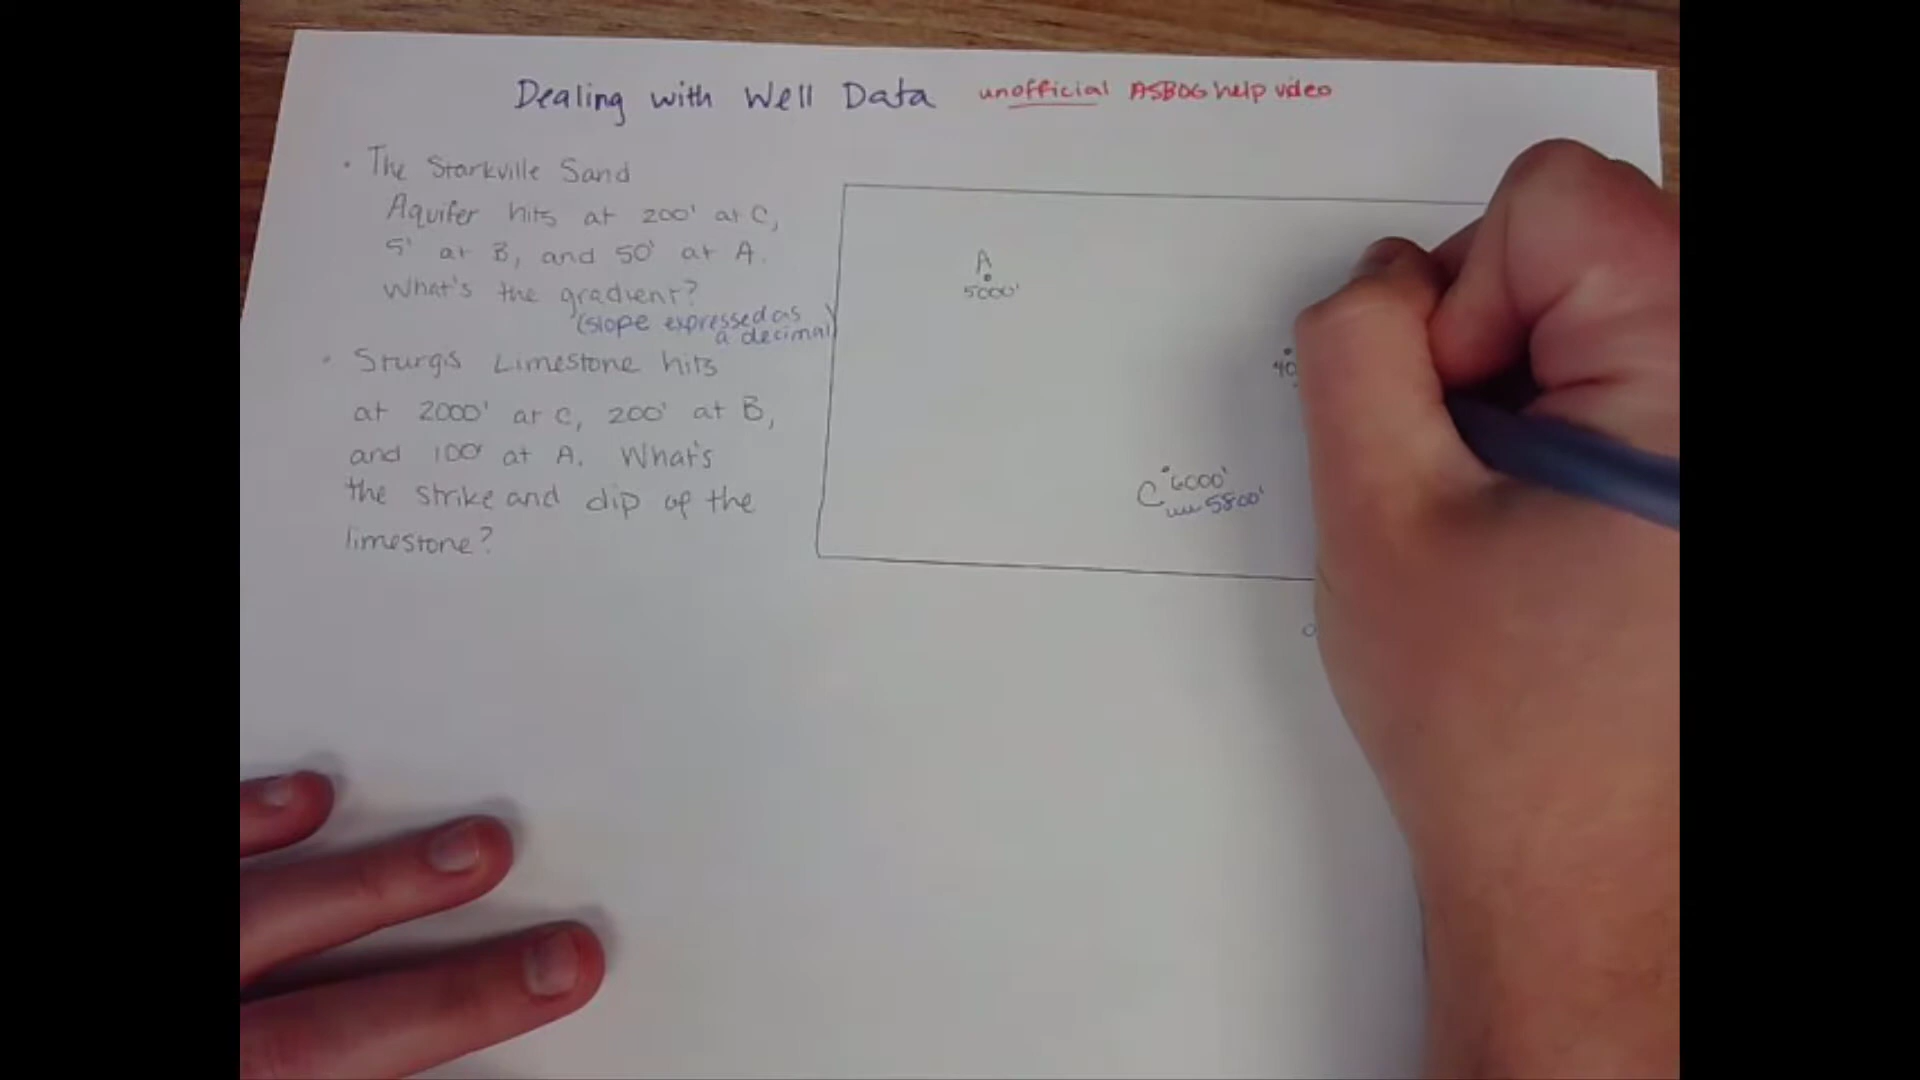 Dealing with Well Data unofficial ASBOG help video
• The Starkville Sand
Aquifer hits at 200' at C,
5' at B, and 50' at A.
What's the gradient?
(slope expressed as
a decimal)
• Sturgis Limestone hits
at 2000' at C, 200' at B,
and 100' at A. What's
the strike and dip of the
limestone?
A
5000'
40
C 6000'
5800'
0